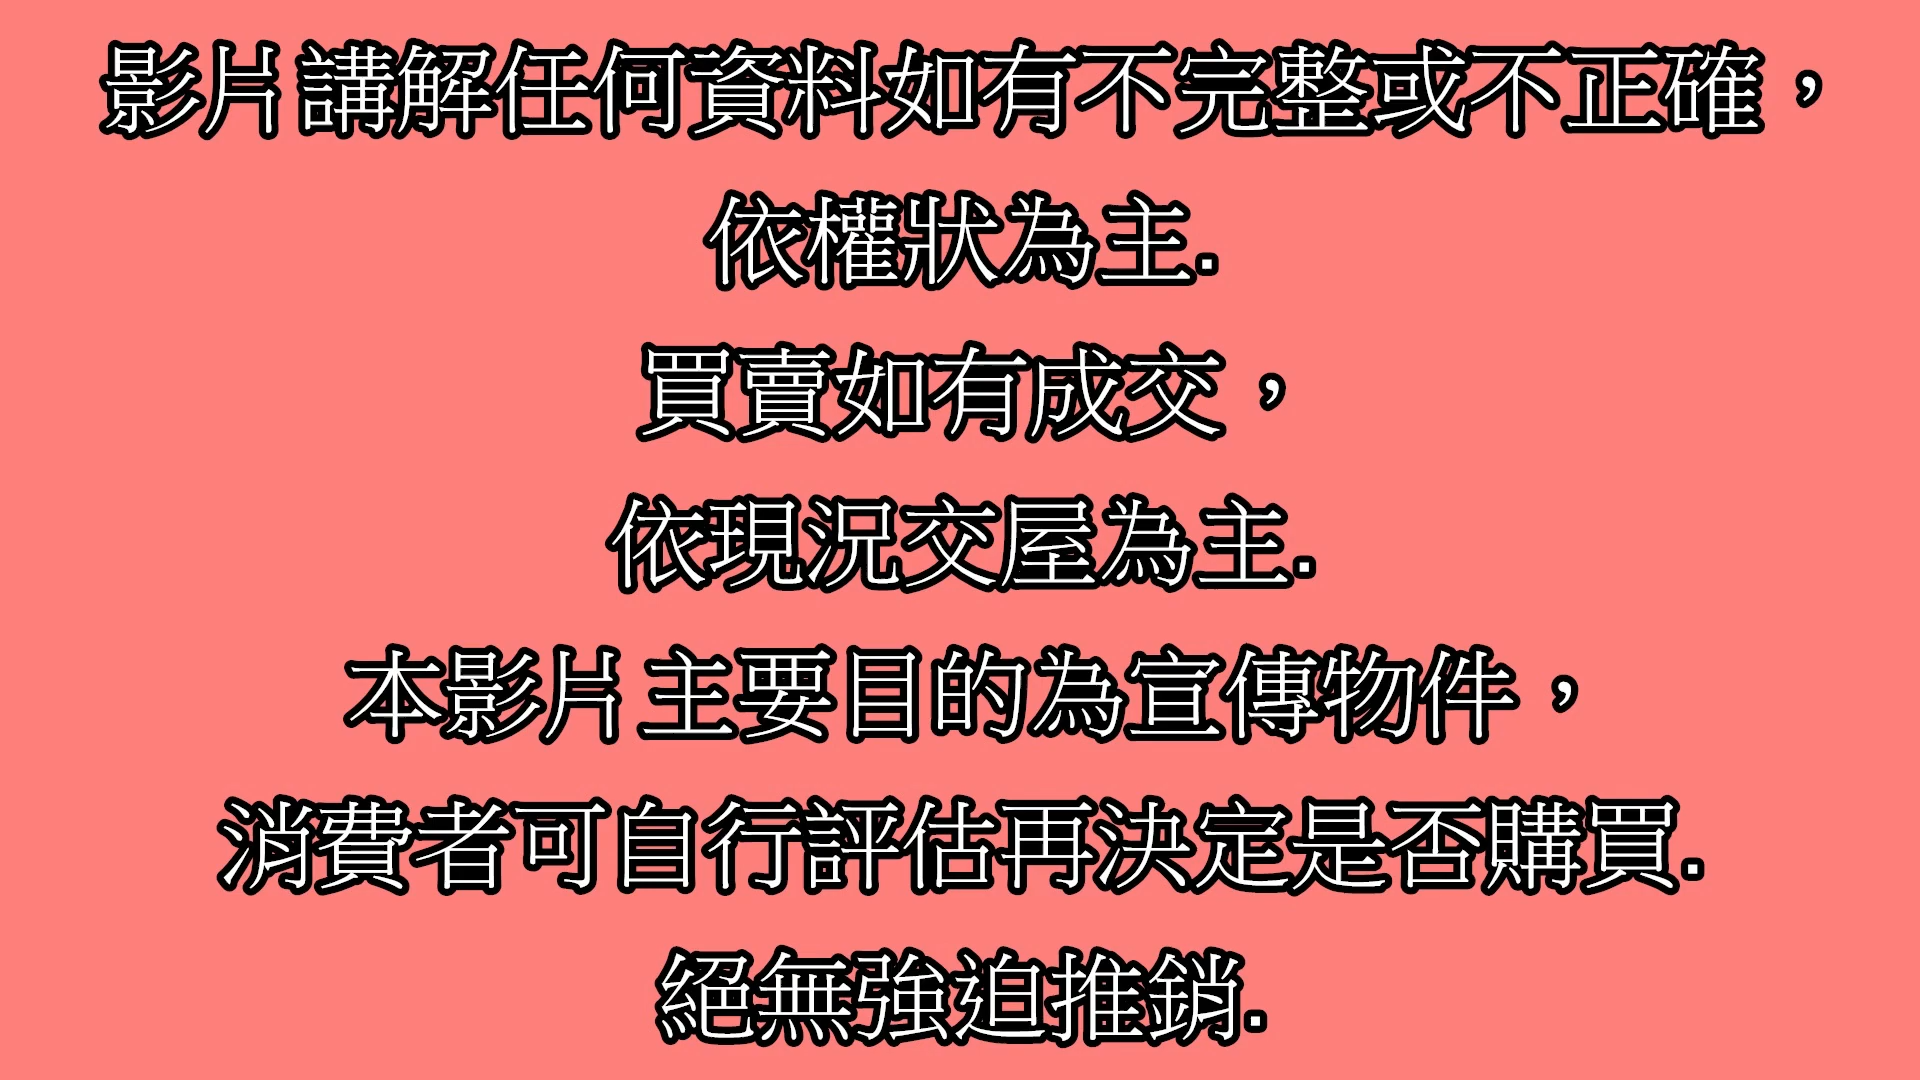 影片講解任何資料如有不完整或不正確，
依權狀為主.
買賣如有成交，
依現況交屋為主.
本影片主要目的為宣傳物件，
消費者可自行評估再決定是否購買.
絕無強迫推銷.